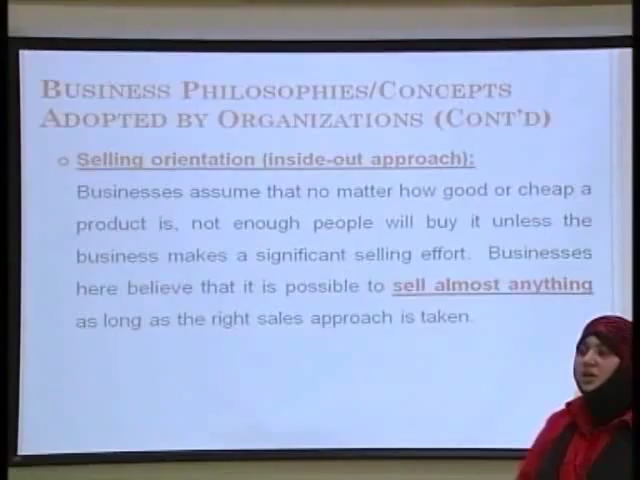 BUSINESS PHILOSOPHIES/CONCEPTS
ADOPTED BY ORGANIZATIONS (CONT'D)
Selling orientation (inside-out approach):
Businesses assume that no matter how good or cheap a
product is, not enough people will buy it unless the
business makes a significant selling effort. Businesses
here believe that it is possible to sell almost anything
as long as the right sales approach is taken.